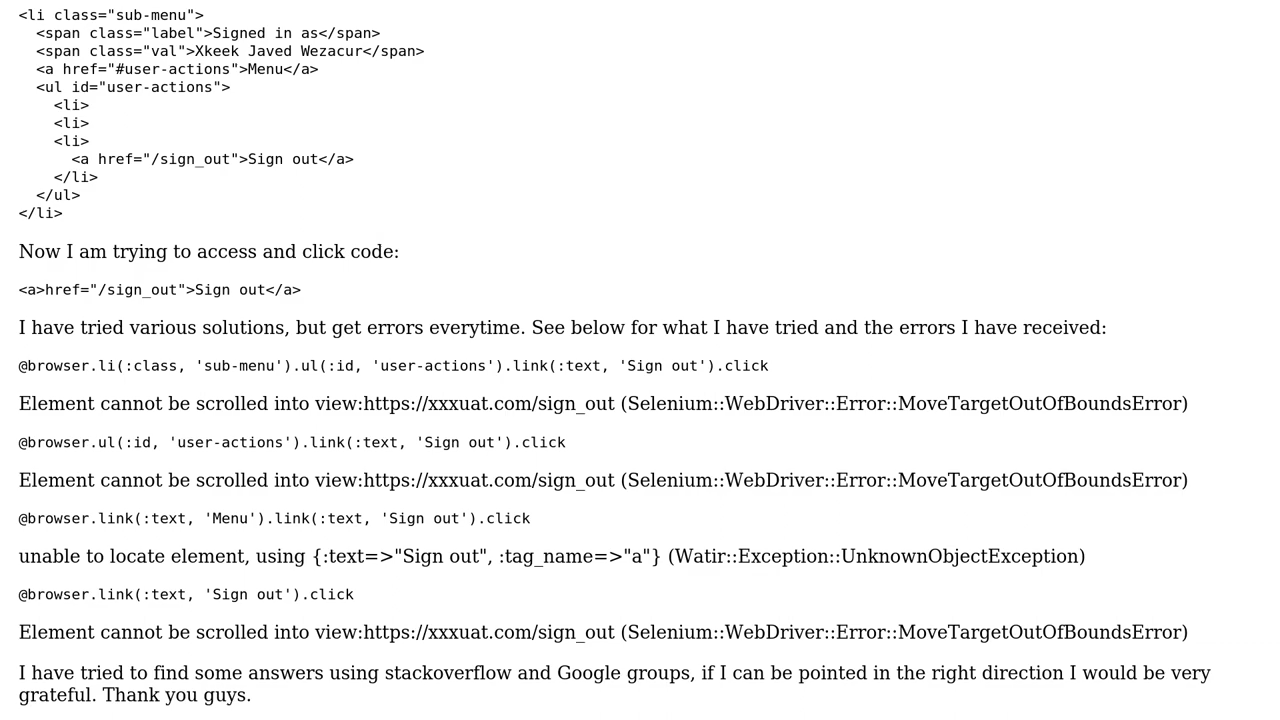 <li class="sub-menu">
  <span class="label">Signed in as</span>
  <span class="val">Xkeek Javed Wezacur</span>
  <a href="#user-actions">Menu</a>
  <ul id="user-actions">
    <li>
    <li>
    <li>
      <a href="/sign_out">Sign out</a>
    </li>
  </ul>
</li>
Now I am trying to access and click code:
<a>href="/sign_out">Sign out</a>
I have tried various solutions, but get errors everytime. See below for what I have tried and the errors I have received:
@browser.li(:class, 'sub-menu').ul(:id, 'user-actions').link(:text, 'Sign out').click
Element cannot be scrolled into view:https://xxxuat.com/sign_out (Selenium::WebDriver::Error::MoveTargetOutOfBoundsError)
@browser.ul(:id, 'user-actions').link(:text, 'Sign out').click
Element cannot be scrolled into view:https://xxxuat.com/sign_out (Selenium::WebDriver::Error::MoveTargetOutOfBoundsError)
@browser.link(:text, 'Menu').link(:text, 'Sign out').click
unable to locate element, using {:text=>"Sign out", :tag_name=>"a"} (Watir::Exception::UnknownObjectException)
@browser.link(:text, 'Sign out').click
Element cannot be scrolled into view:https://xxxuat.com/sign_out (Selenium::WebDriver::Error::MoveTargetOutOfBoundsError)
I have tried to find some answers using stackoverflow and Google groups, if I can be pointed in the right direction I would be very
grateful. Thank you guys.